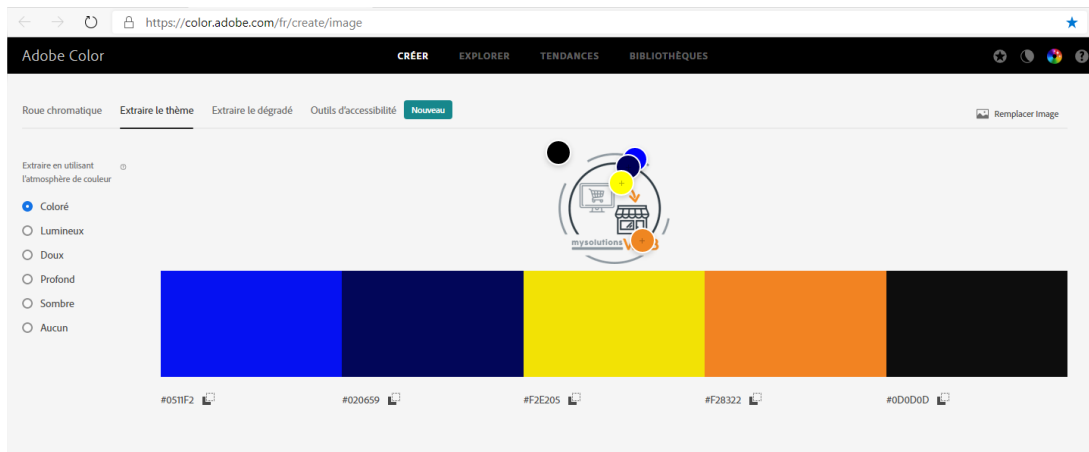 https://color.adobe.com/fr/create/image
Adobe Color CRÉER EXPLORER TENDANCES BIBLIOTHÈQUES
Roue chromatique Extraire le thème Extraire le dégradé Outils d'accessibilité Nouveau Remplacer Image
Extraire en utilisant
l'atmosphère de couleur
Coloré
Lumineux
Doux
Profond
Sombre
Aucun
mysolutions
#0511F2 #020659 #F2E205 #F28322 #0D0D0D